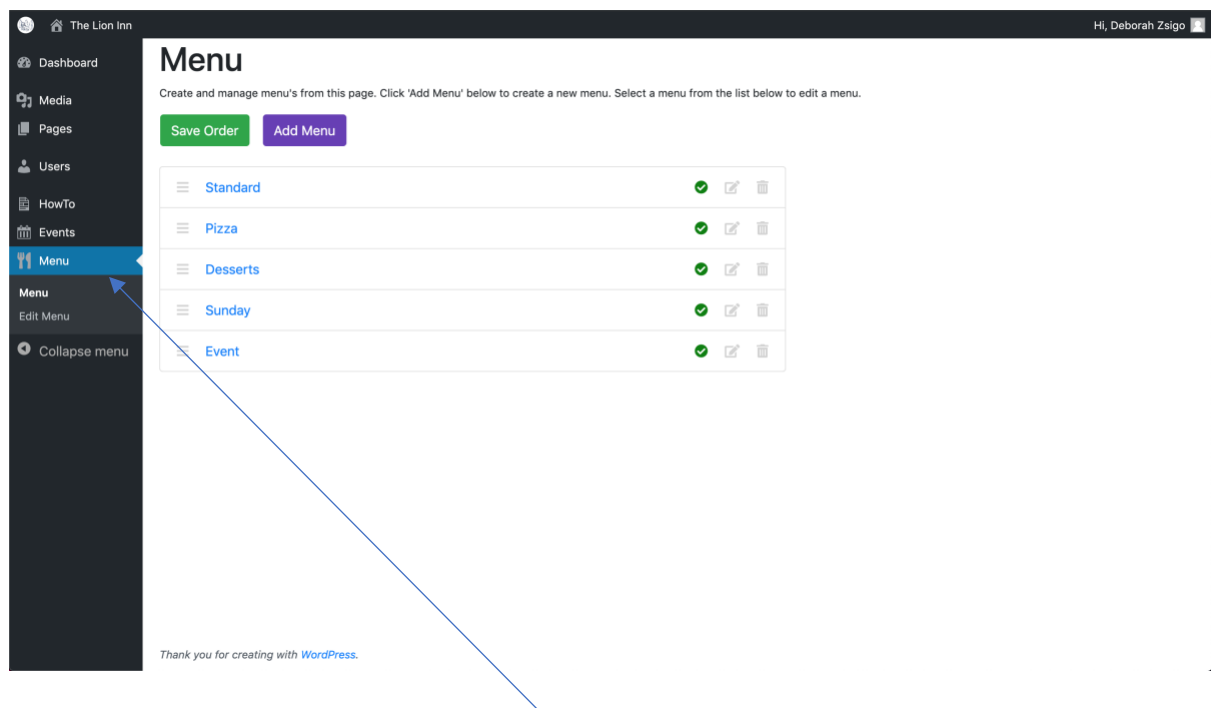 The Lion Inn
Hi, Deborah Zsigo
Dashboard
Media
Pages
Users
HowTo
Events
Menu
Menu
Edit Menu
Collapse menu
Menu
Create and manage menu's from this page. Click 'Add Menu' below to create a new menu. Select a menu from the list below to edit a menu.
Save Order
Add Menu
Standard
Pizza
Desserts
Sunday
Event
Thank you for creating with WordPress.